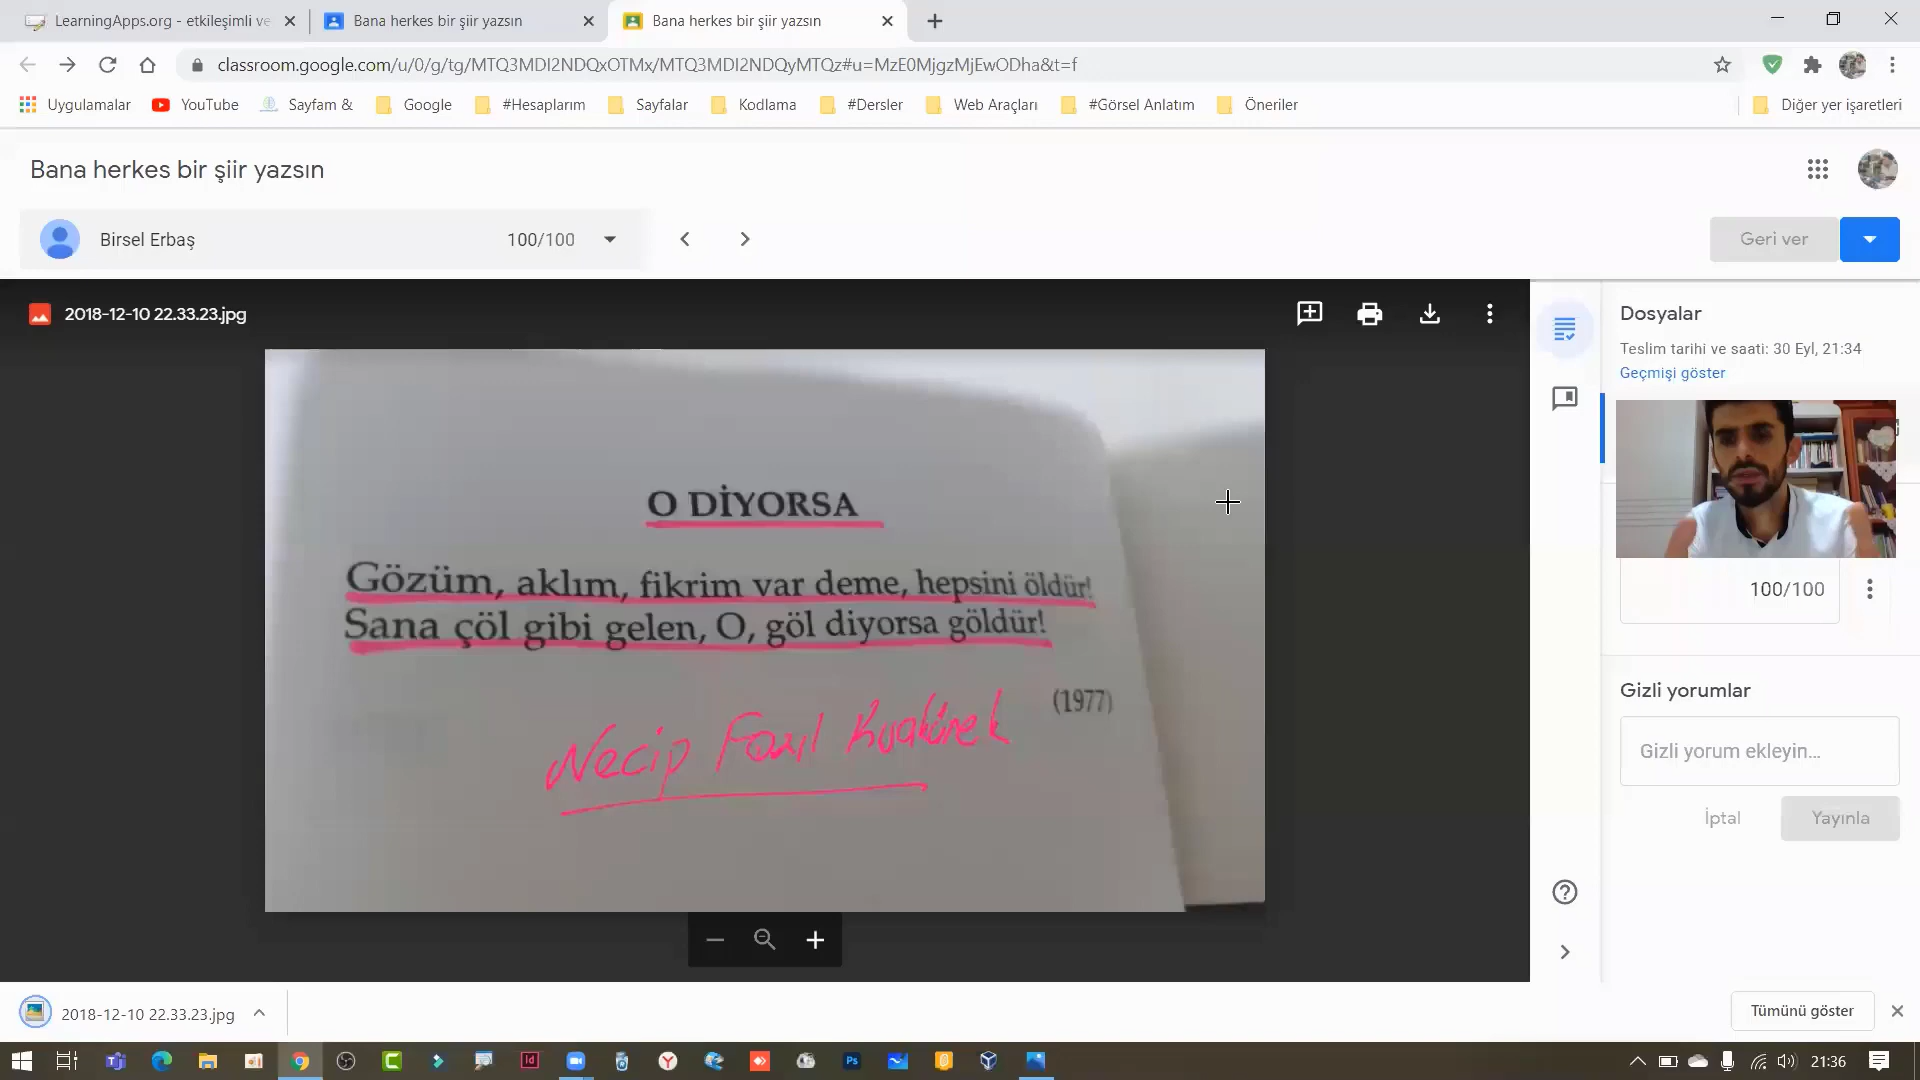 LearningApps.org - etkileşimli ve
Bana herkes bir şiir yazsın
Bana herkes bir şiir yazsın
classroom.google.com/u/0/g/tg/MTQ3MDI2NDQxOTMx/MTQ3MDI2NDQyMTQz#u=MzE0MjgzMjEwODha&t=f
Uygulamalar YouTube Sayfam & Google #Hesaplarım Sayfalar Kodlama #Dersler Web Araçları #Görsel Anlatım Öneriler Diğer yer işaretleri
Bana herkes bir şiir yazsın
Birsel Erbaş 100/100
Geri ver
2018-12-10 22.33.23.jpg
O DİYORSA
Gözüm, aklım, fikrim var deme, hepsini öldür!
Sana çöl gibi gelen, O, göl diyorsa göldür!
(1977)
Necip Fazıl Kısakürek
Dosyalar
Teslim tarihi ve saati: 30 Eyl, 21:34
Geçmişi göster
100/100
Gizli yorumlar
Gizli yorum ekleyin...
İptal Yayınla
2018-12-10 22.33.23.jpg
Tümünü göster
21:36